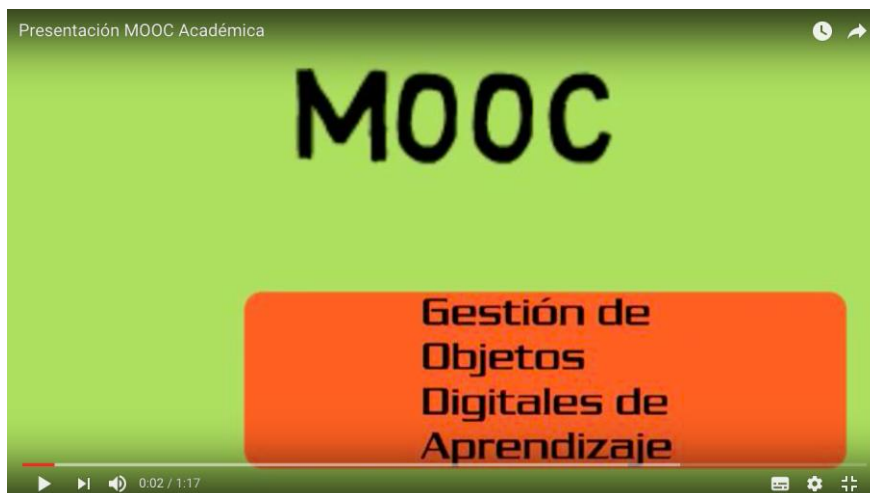 Presentación MOOC Académica
MOOC
Gestión de
Objetos
Digitales de
Aprendizaje
0:02 / 1:17